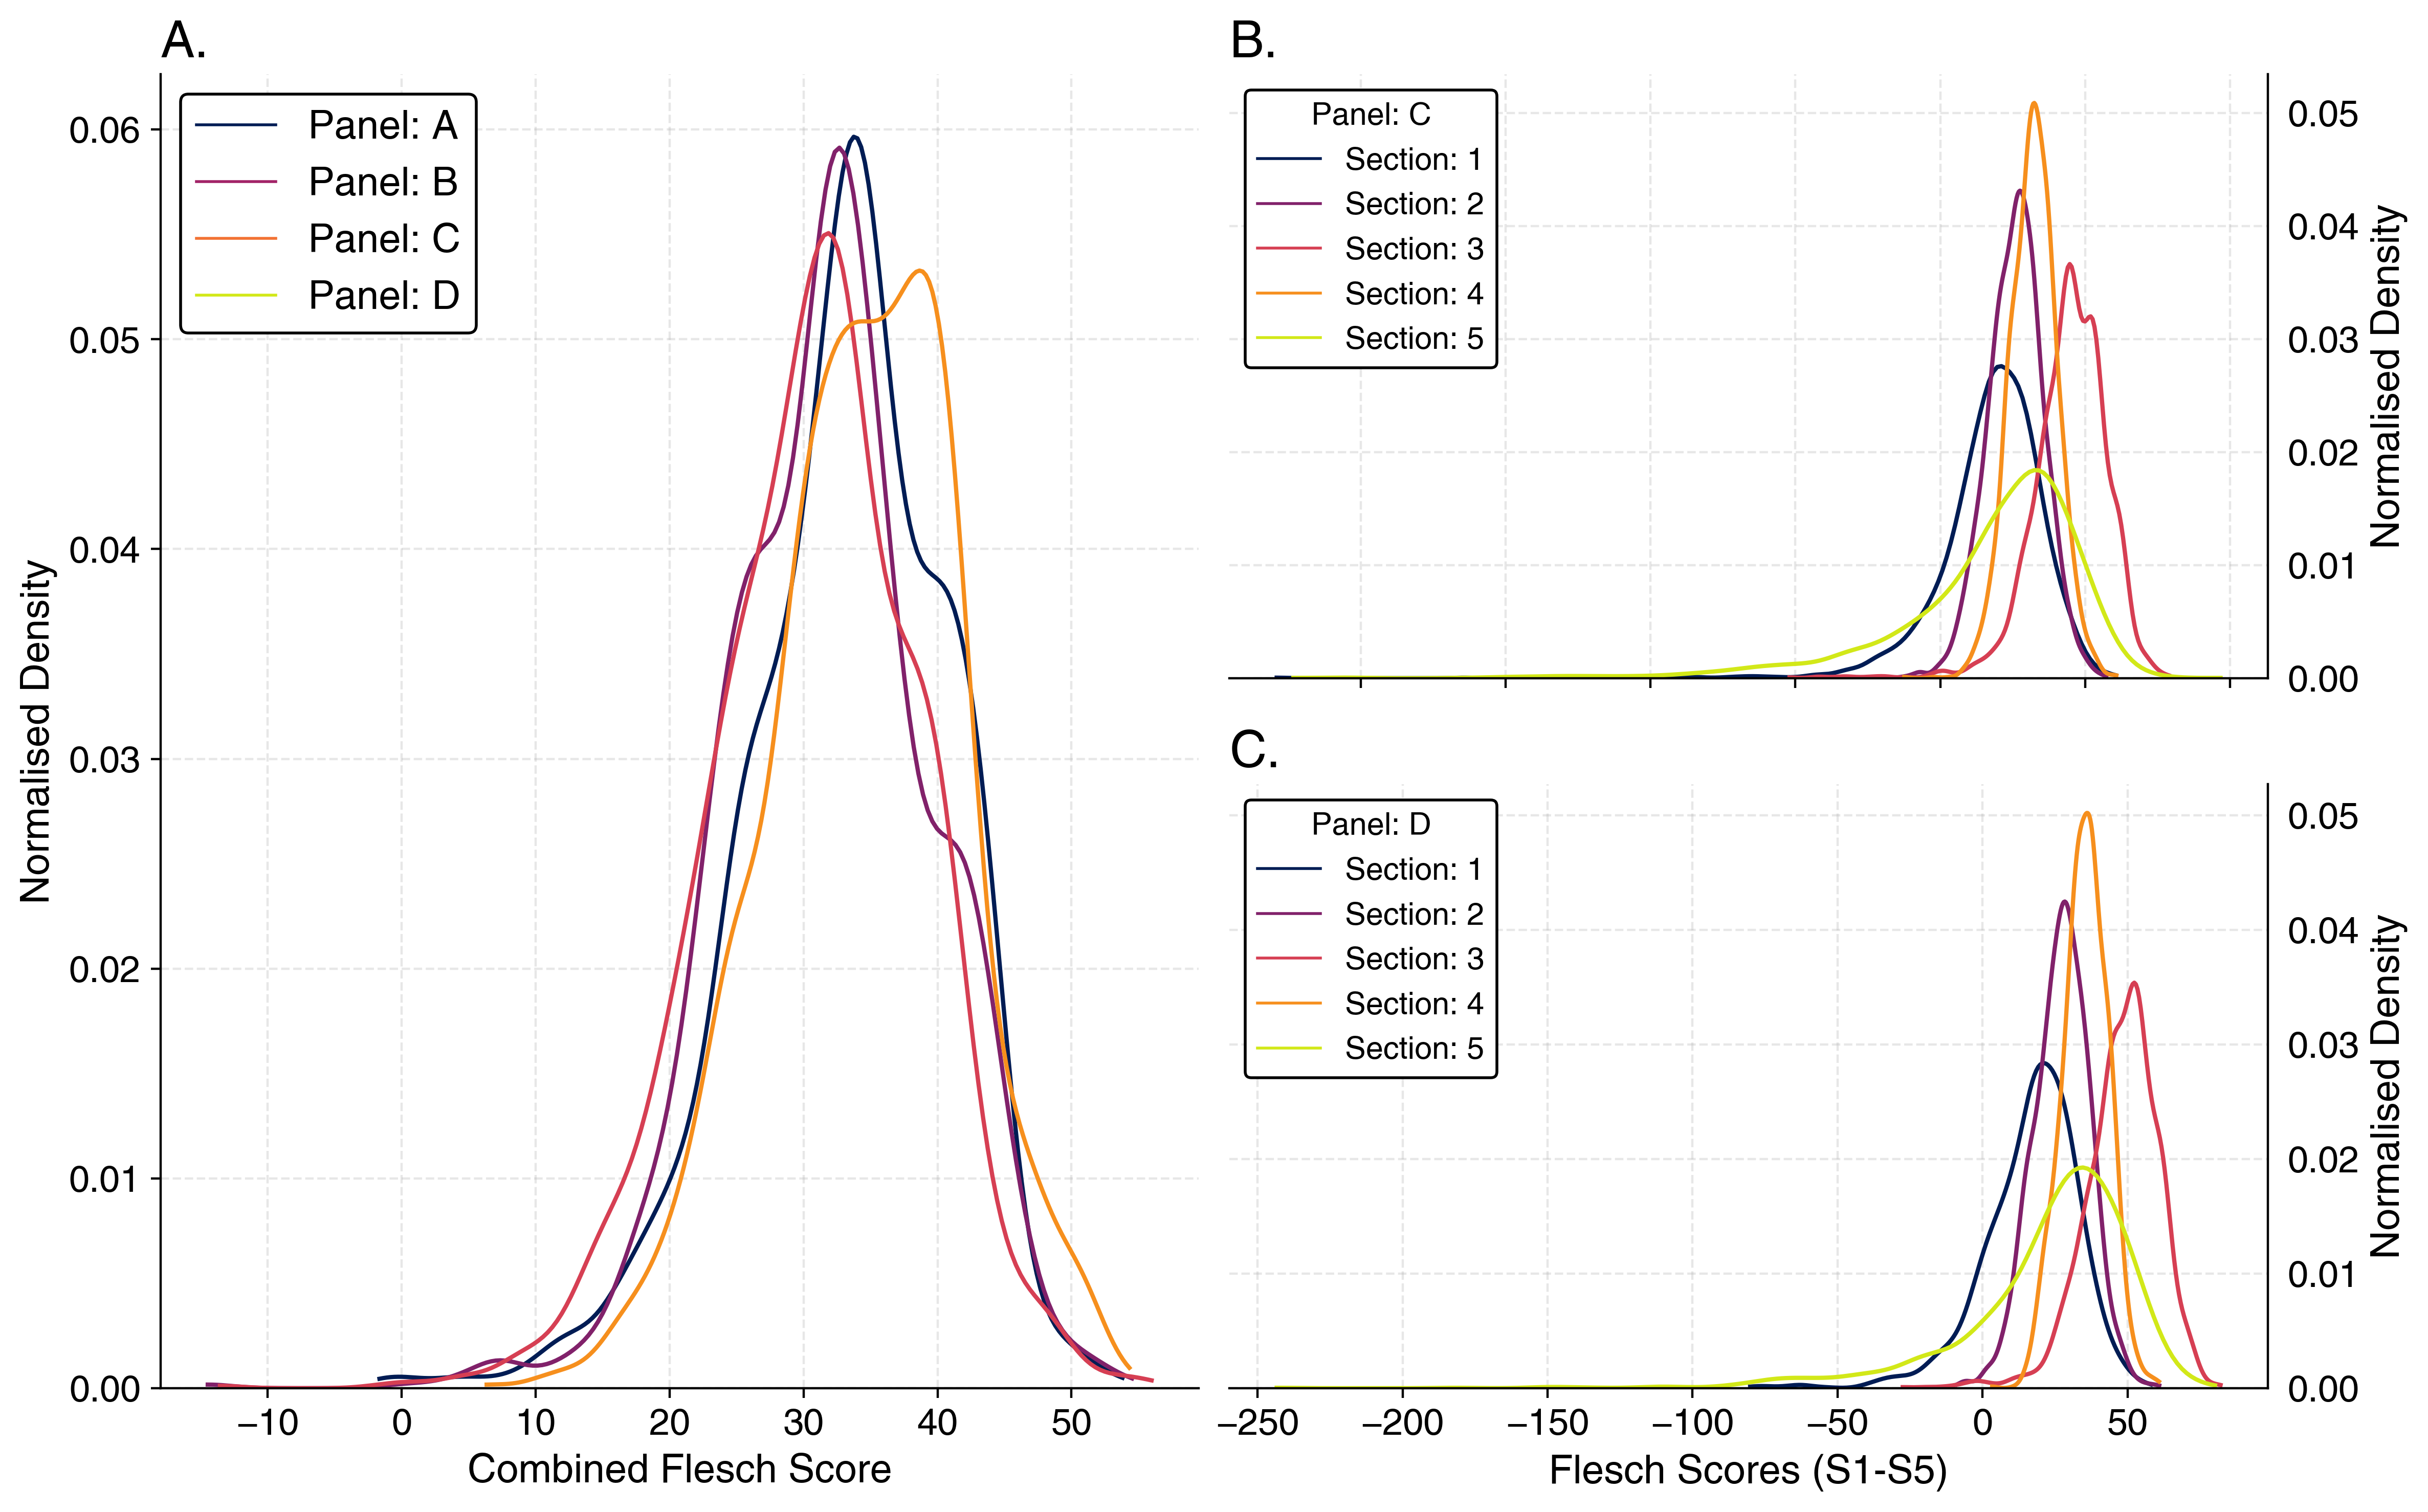 A.
Panel: A
Panel: B
Panel: C
Panel: D
0.06
0.05
0.04
0.03
0.02
0.01
0.00
Normalised Density
−10 0 10 20 30 40 50
Combined Flesch Score
B.
Panel: C
Section: 1
Section: 2
Section: 3
Section: 4
Section: 5
0.05
0.04
0.03
0.02
0.01
0.00
Normalised Density
C.
Panel: D
Section: 1
Section: 2
Section: 3
Section: 4
Section: 5
0.05
0.04
0.03
0.02
0.01
0.00
Normalised Density
−250 −200 −150 −100 −50 0 50
Flesch Scores (S1-S5)